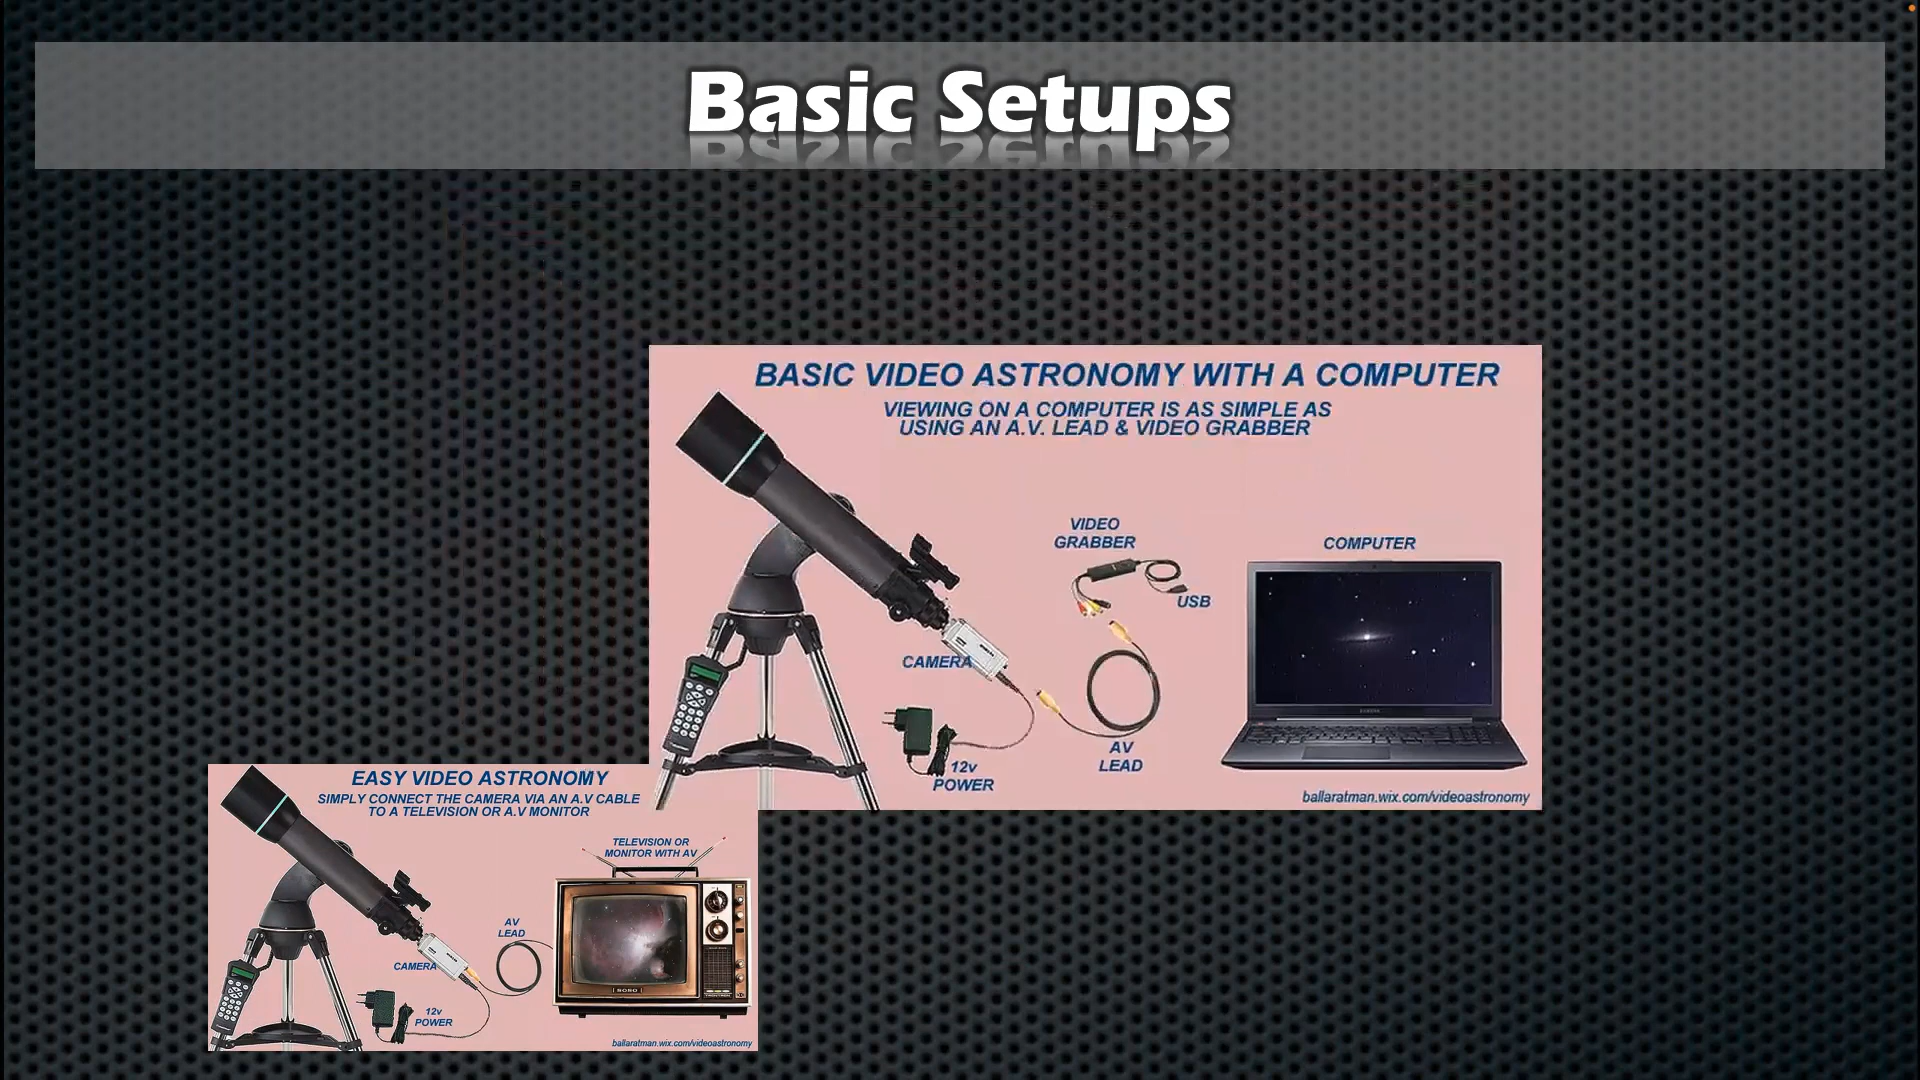 Basic Setups
BASIC VIDEO ASTRONOMY WITH A COMPUTER
VIEWING ON A COMPUTER IS AS SIMPLE AS
USING AN A.V. LEAD & VIDEO GRABBER
VIDEO
GRABBER
COMPUTER
USB
CAMERA
AV
LEAD
12v
POWER
ballaratman.wix.com/videoastronomy
EASY VIDEO ASTRONOMY
SIMPLY CONNECT THE CAMERA VIA AN A.V CABLE
TO A TELEVISION OR A.V MONITOR
TELEVISION OR
MONITOR WITH AV
AV
LEAD
CAMERA
12v
POWER
ballaratman.wix.com/videoastronomy